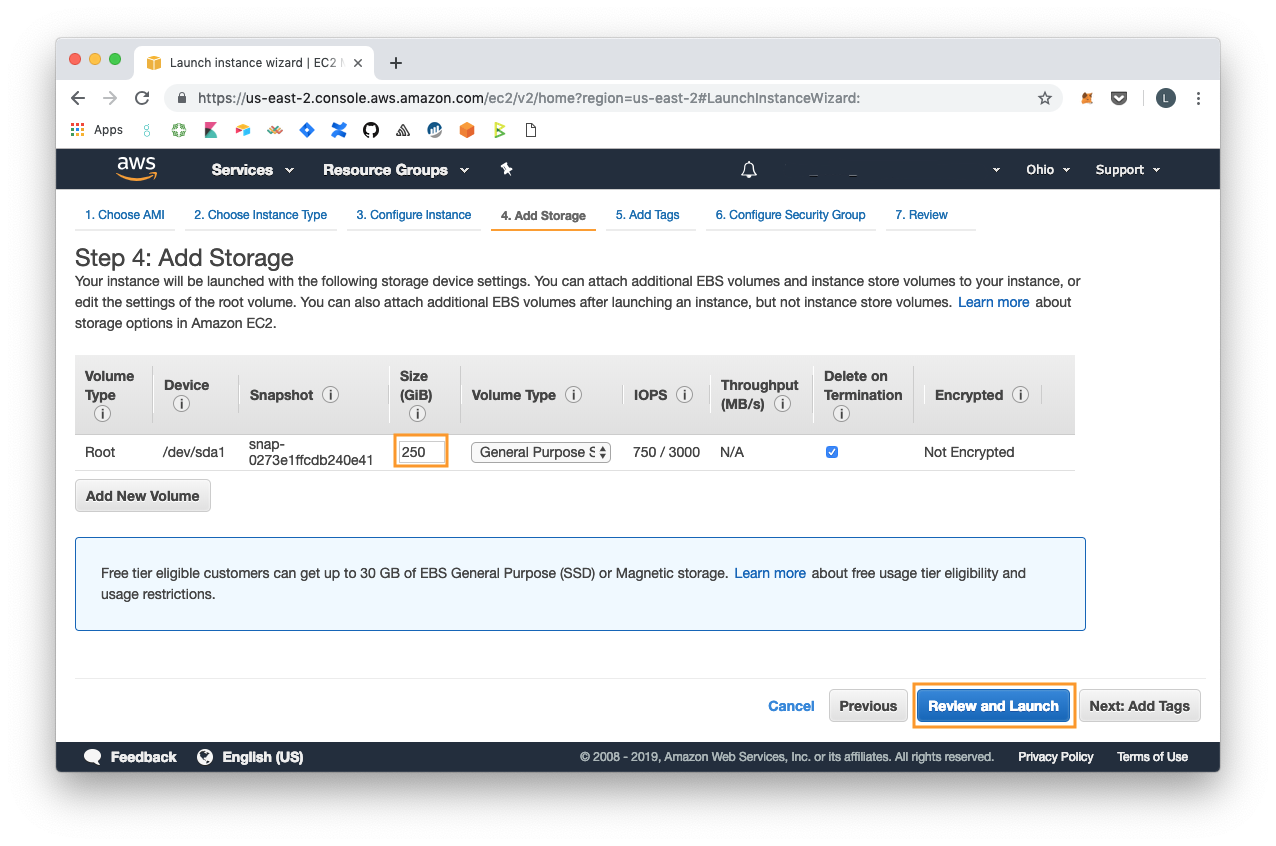 Launch instance wizard | EC2 M
https://us-east-2.console.aws.amazon.com/ec2/v2/home?region=us-east-2#LaunchInstanceWizard:
L
Apps
aws
Services
Resource Groups
Ohio
Support
1. Choose AMI
2. Choose Instance Type
3. Configure Instance
4. Add Storage
5. Add Tags
6. Configure Security Group
7. Review
Step 4: Add Storage
Your instance will be launched with the following storage device settings. You can attach additional EBS volumes and instance store volumes to your instance, or
edit the settings of the root volume. You can also attach additional EBS volumes after launching an instance, but not instance store volumes. Learn more about
storage options in Amazon EC2.
Volume
Type
i
Device
i
Snapshot i
Size
(GiB)
i
Volume Type i
IOPS i
Throughput
(MB/s) i
Delete on
Termination
i
Encrypted i
Root
/dev/sda1
snap-
0273e1ffcdb240e41
250
General Purpose S
750 / 3000
N/A
Not Encrypted
Add New Volume
Free tier eligible customers can get up to 30 GB of EBS General Purpose (SSD) or Magnetic storage. Learn more about free usage tier eligibility and
usage restrictions.
Cancel
Previous
Review and Launch
Next: Add Tags
Feedback
English (US)
© 2008 - 2019, Amazon Web Services, Inc. or its affiliates. All rights reserved.
Privacy Policy
Terms of Use